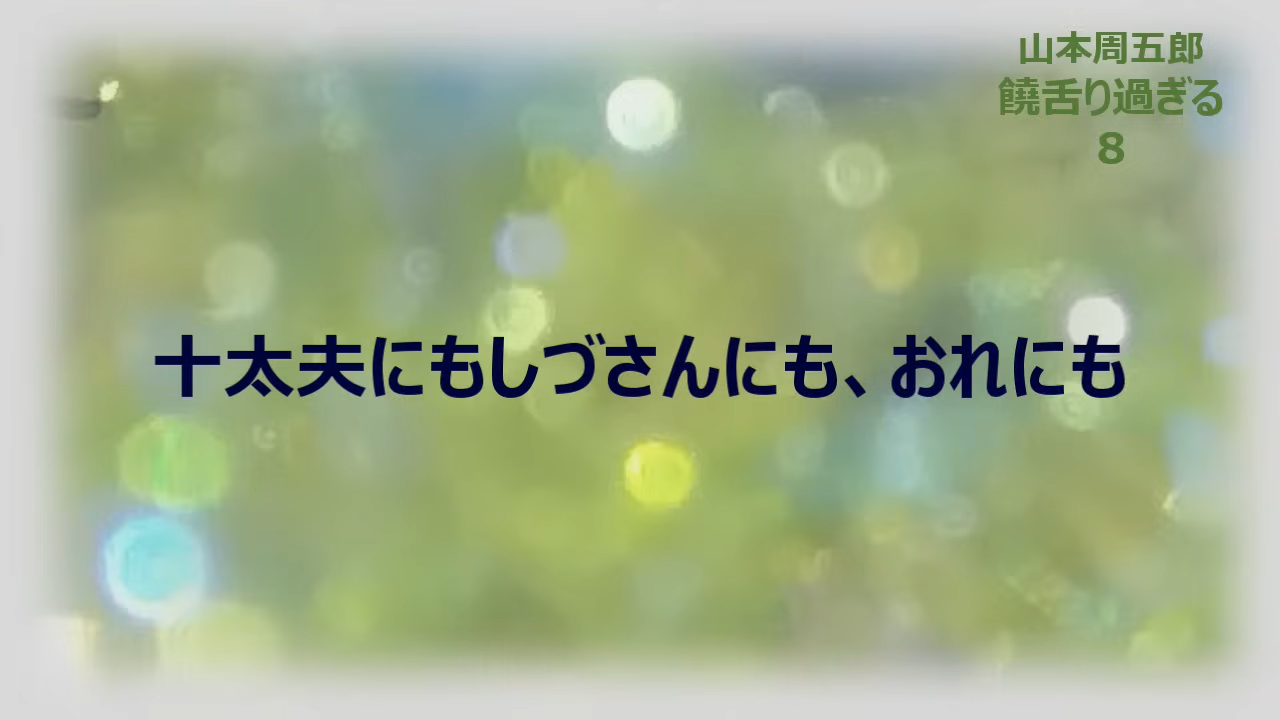 山本周五郎
饒舌り過ぎる
8
十太夫にもしづさんにも、おれにも